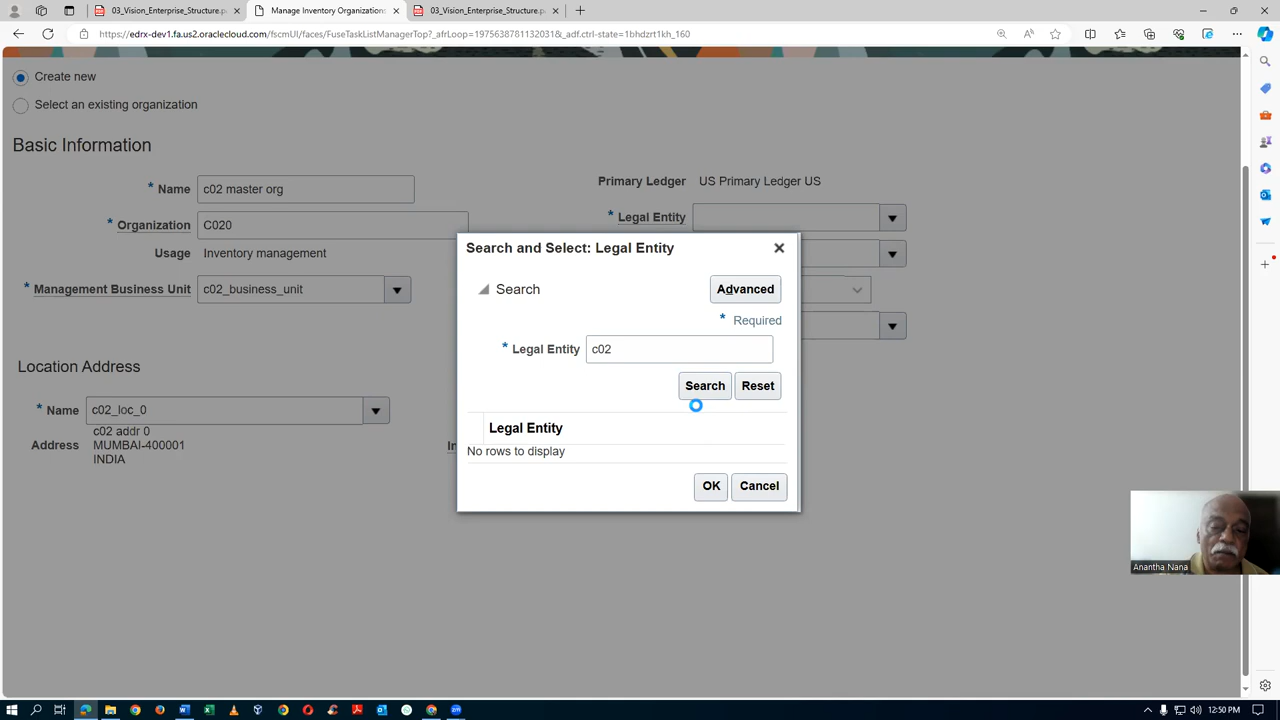 03_Vision_Enterprise_Structure.p
Manage Inventory Organizations
03_Vision_Enterprise_Structure.p
https://edrx-dev1.fa.us2.oraclecloud.com/fscmUI/faces/FuseTaskListManagerTop?_afrLoop=1975638781132031&_adf.ctrl-state=1bhdzrt1kh_160
Create new
Select an existing organization
Basic Information
* Name c02 master org
Primary Ledger US Primary Ledger US
* Organization C020
* Legal Entity
Usage Inventory management
* Management Business Unit c02_business_unit
Search and Select: Legal Entity
Search
Advanced
* Required
* Legal Entity c02
Search Reset
Legal Entity
No rows to display
OK Cancel
Location Address
* Name c02_loc_0
Address c02 addr 0
MUMBAI-400001
INDIA
Anantha Nana
12:50 PM